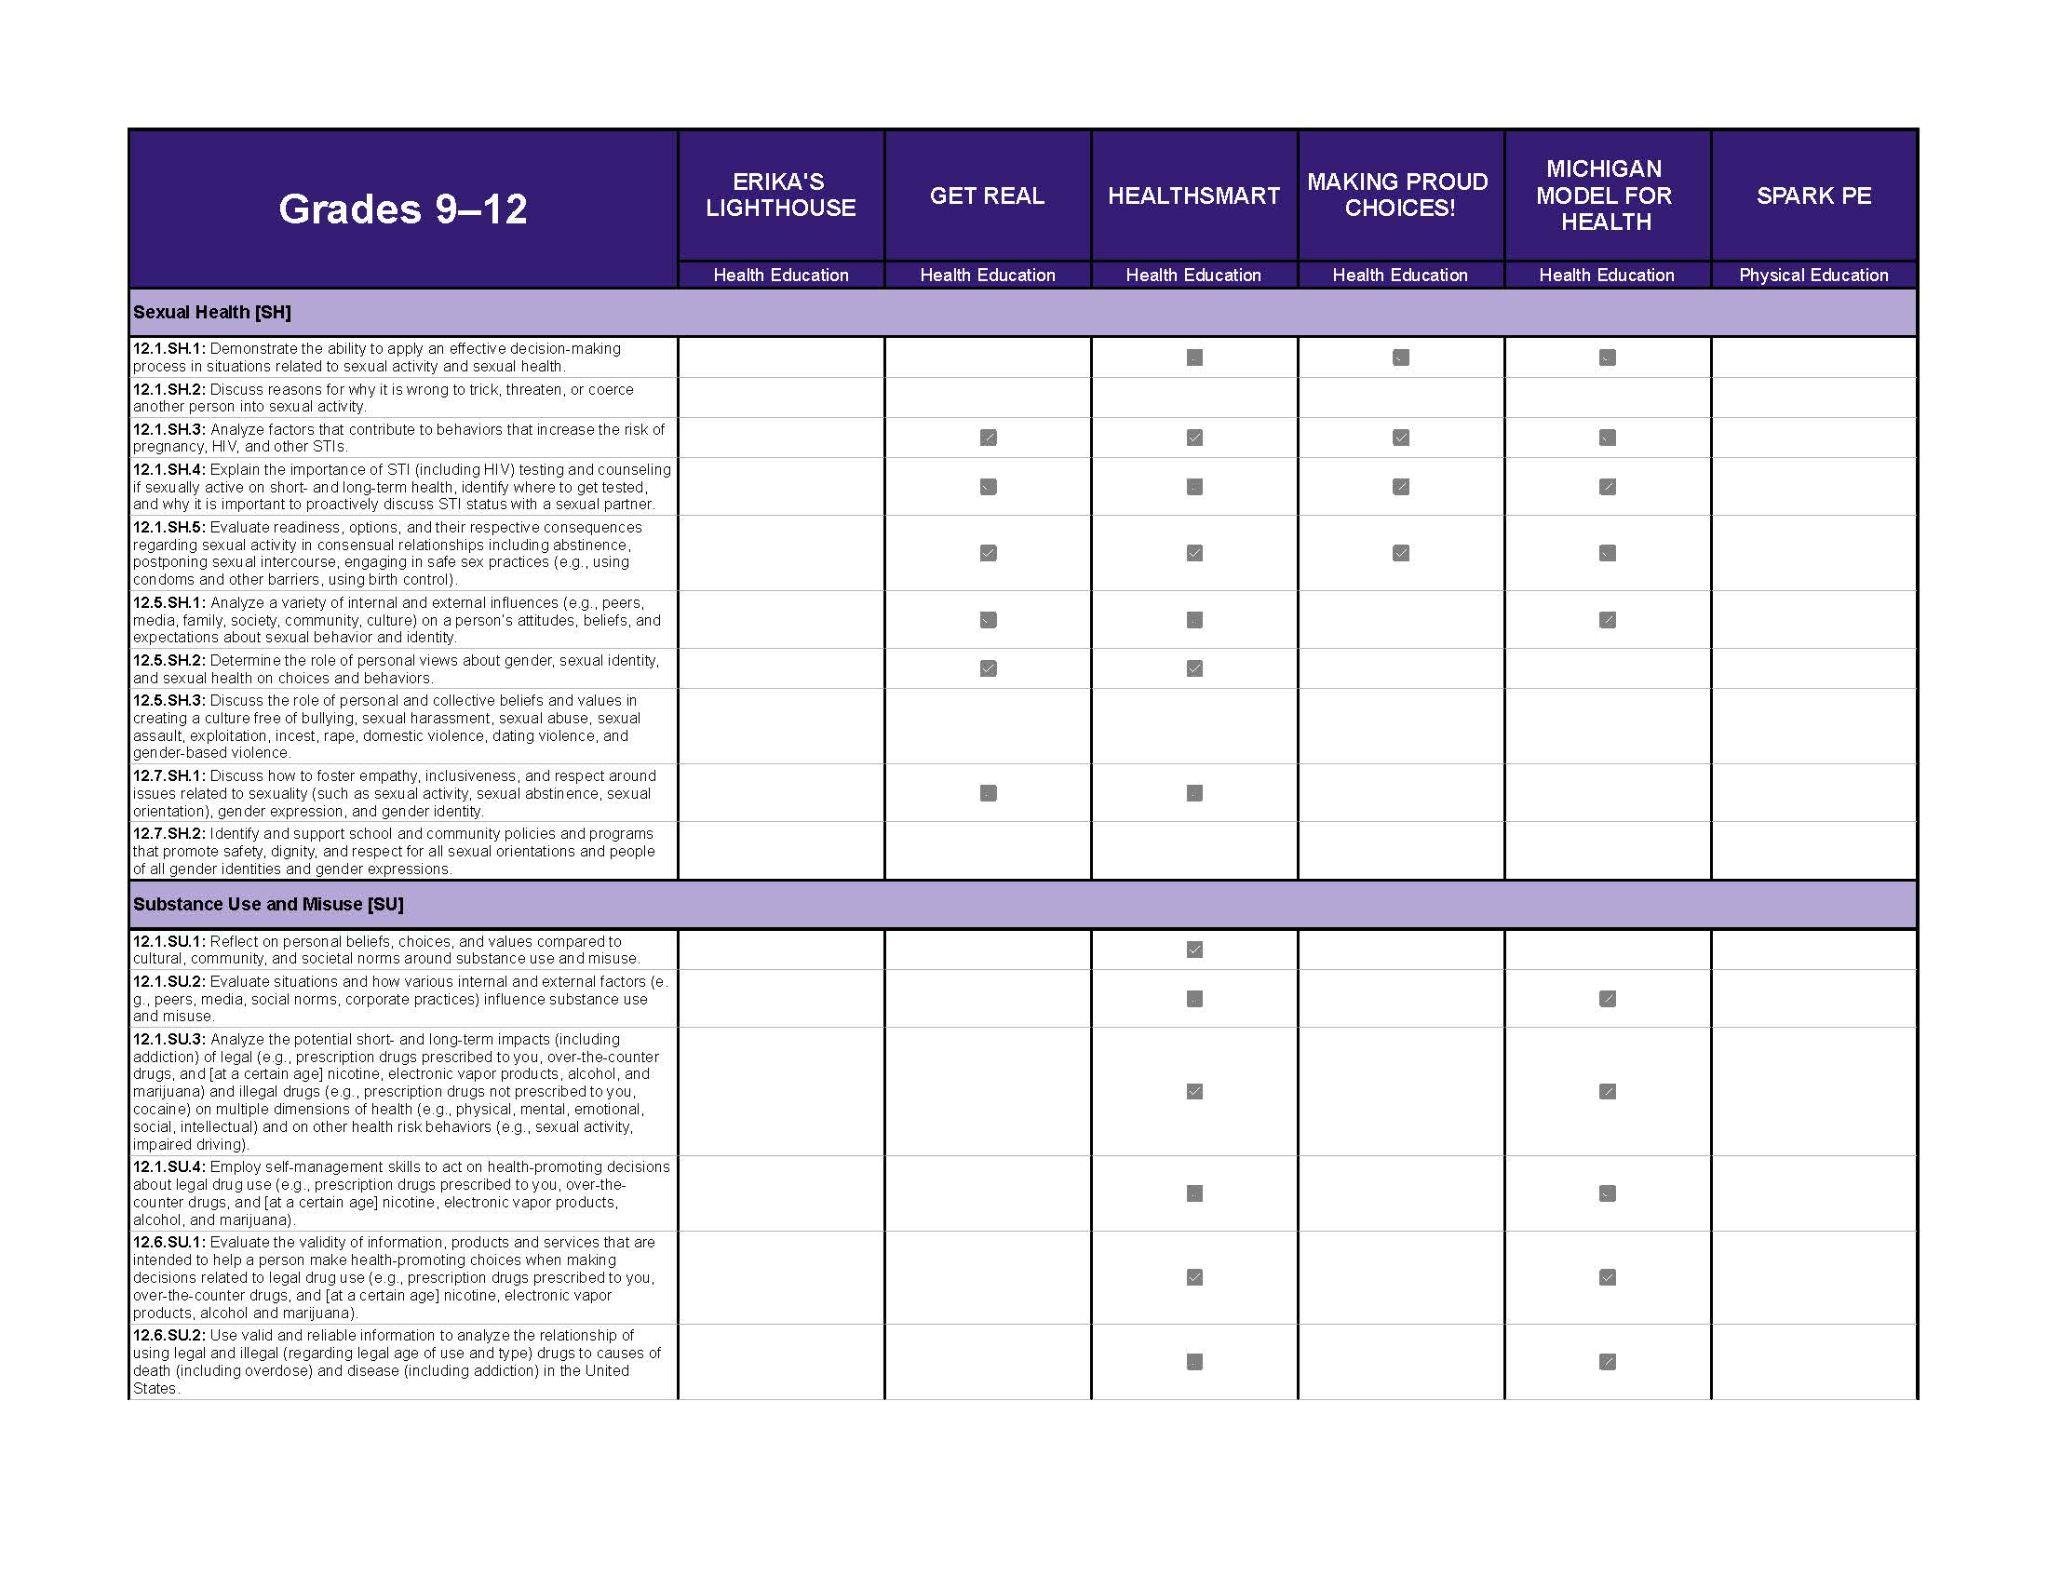 Grades 9–12
ERIKA'S
LIGHTHOUSE
GET REAL
HEALTHSMART
MAKING PROUD
CHOICES!
MICHIGAN
MODEL FOR
HEALTH
SPARK PE
Health Education
Health Education
Health Education
Health Education
Health Education
Physical Education
Sexual Health [SH]
12.1.SH.1: Demonstrate the ability to apply an effective decision-making
process in situations related to sexual activity and sexual health.
12.1.SH.2: Discuss reasons for why it is wrong to trick, threaten, or coerce
another person into sexual activity.
12.1.SH.3: Analyze factors that contribute to behaviors that increase the risk of
pregnancy, HIV, and other STIs.
12.1.SH.4: Explain the importance of STI (including HIV) testing and counseling
if sexually active on short- and long-term health, identify where to get tested,
and why it is important to proactively discuss STI status with a sexual partner.
12.1.SH.5: Evaluate readiness, options, and their respective consequences
regarding sexual activity in consensual relationships including abstinence,
postponing sexual intercourse, engaging in safe sex practices (e.g., using
condoms and other barriers, using birth control).
12.5.SH.1: Analyze a variety of internal and external influences (e.g., peers,
media, family, society, community, culture) on a person's attitudes, beliefs, and
expectations about sexual behavior and identity.
12.5.SH.2: Determine the role of personal views about gender, sexual identity,
and sexual health on choices and behaviors.
12.5.SH.3: Discuss the role of personal and collective beliefs and values in
creating a culture free of bullying, sexual harassment, sexual abuse, sexual
assault, exploitation, incest, rape, domestic violence, dating violence, and
gender-based violence.
12.7.SH.1: Discuss how to foster empathy, inclusiveness, and respect around
issues related to sexuality (such as sexual activity, sexual abstinence, sexual
orientation), gender expression, and gender identity.
12.7.SH.2: Identify and support school and community policies and programs
that promote safety, dignity, and respect for all sexual orientations and people
of all gender identities and gender expressions.
Substance Use and Misuse [SU]
12.1.SU.1: Reflect on personal beliefs, choices, and values compared to
cultural, community, and societal norms around substance use and misuse.
12.1.SU.2: Evaluate situations and how various internal and external factors (e.
g., peers, media, social norms, corporate practices) influence substance use
and misuse.
12.1.SU.3: Analyze the potential short- and long-term impacts (including
addiction) of legal (e.g., prescription drugs prescribed to you, over-the-counter
drugs, and [at a certain age] nicotine, electronic vapor products, alcohol, and
marijuana) and illegal drugs (e.g., prescription drugs not prescribed to you,
cocaine) on multiple dimensions of health (e.g., physical, mental, emotional,
social, intellectual) and on other health risk behaviors (e.g., sexual activity,
impaired driving).
12.1.SU.4: Employ self-management skills to act on health-promoting decisions
about legal drug use (e.g., prescription drugs prescribed to you, over-the-
counter drugs, and [at a certain age] nicotine, electronic vapor products,
alcohol, and marijuana).
12.6.SU.1: Evaluate the validity of information, products and services that are
intended to help a person make health-promoting choices when making
decisions related to legal drug use (e.g., prescription drugs prescribed to you,
over-the-counter drugs, and [at a certain age] nicotine, electronic vapor
products, alcohol and marijuana).
12.6.SU.2: Use valid and reliable information to analyze the relationship of
using legal and illegal (regarding legal age of use and type) drugs to causes of
death (including overdose) and disease (including addiction) in the United
States.